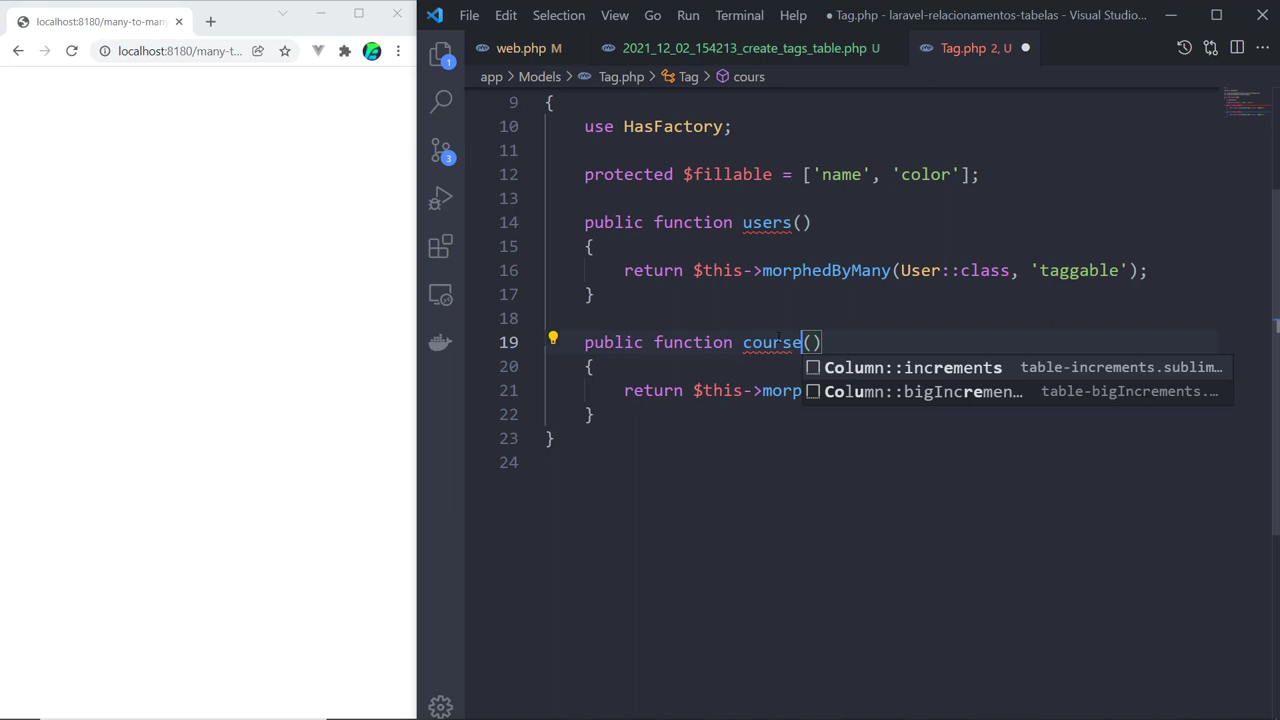 localhost:8180/many-to-man
localhost:8180/many-t...
File Edit Selection View Go Run Terminal Help
Tag.php - laravel-relacionamentos-tabelas - Visual Studio...
web.php M
2021_12_02_154213_create_tags_table.php U
Tag.php 2, U
app > Models > Tag.php > Tag > cours
9 {
10 use HasFactory;
11
12 protected $fillable = ['name', 'color'];
13
14 public function users()
15 {
16 return $this->morphedByMany(User::class, 'taggable');
17 }
18
19 public function course()
20 {
Column::increments table-increments.sublim...
21 return $this->morp
Column::bigIncremen... table-bigIncrements....
22 }
23 }
24
1
3